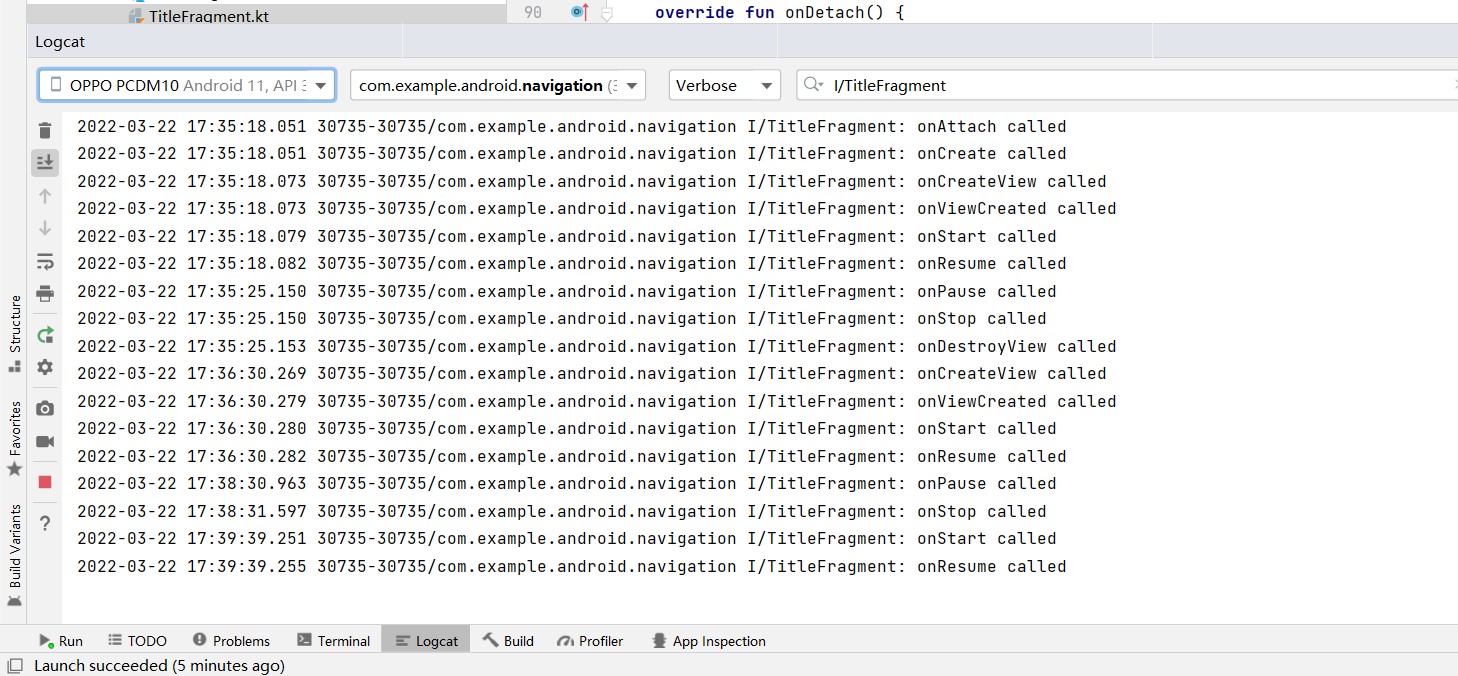 TitleFragment.kt
90 override fun onDetach() {
Logcat
OPPO PCDM10 Android 11, API com.example.android.navigation Verbose I/TitleFragment
2022-03-22 17:35:18.051 30735-30735/com.example.android.navigation I/TitleFragment: onAttach called
2022-03-22 17:35:18.051 30735-30735/com.example.android.navigation I/TitleFragment: onCreate called
2022-03-22 17:35:18.073 30735-30735/com.example.android.navigation I/TitleFragment: onCreateView called
2022-03-22 17:35:18.073 30735-30735/com.example.android.navigation I/TitleFragment: onViewCreated called
2022-03-22 17:35:18.079 30735-30735/com.example.android.navigation I/TitleFragment: onStart called
2022-03-22 17:35:18.082 30735-30735/com.example.android.navigation I/TitleFragment: onResume called
2022-03-22 17:35:25.150 30735-30735/com.example.android.navigation I/TitleFragment: onPause called
2022-03-22 17:35:25.150 30735-30735/com.example.android.navigation I/TitleFragment: onStop called
2022-03-22 17:35:25.153 30735-30735/com.example.android.navigation I/TitleFragment: onDestroyView called
2022-03-22 17:36:30.269 30735-30735/com.example.android.navigation I/TitleFragment: onCreateView called
2022-03-22 17:36:30.279 30735-30735/com.example.android.navigation I/TitleFragment: onViewCreated called
2022-03-22 17:36:30.280 30735-30735/com.example.android.navigation I/TitleFragment: onStart called
2022-03-22 17:36:30.282 30735-30735/com.example.android.navigation I/TitleFragment: onResume called
2022-03-22 17:38:30.963 30735-30735/com.example.android.navigation I/TitleFragment: onPause called
2022-03-22 17:38:31.597 30735-30735/com.example.android.navigation I/TitleFragment: onStop called
2022-03-22 17:39:39.251 30735-30735/com.example.android.navigation I/TitleFragment: onStart called
2022-03-22 17:39:39.255 30735-30735/com.example.android.navigation I/TitleFragment: onResume called
Structure
Favorites
Build Variants
Run TODO Problems Terminal Logcat Build Profiler App Inspection
Launch succeeded (5 minutes ago)